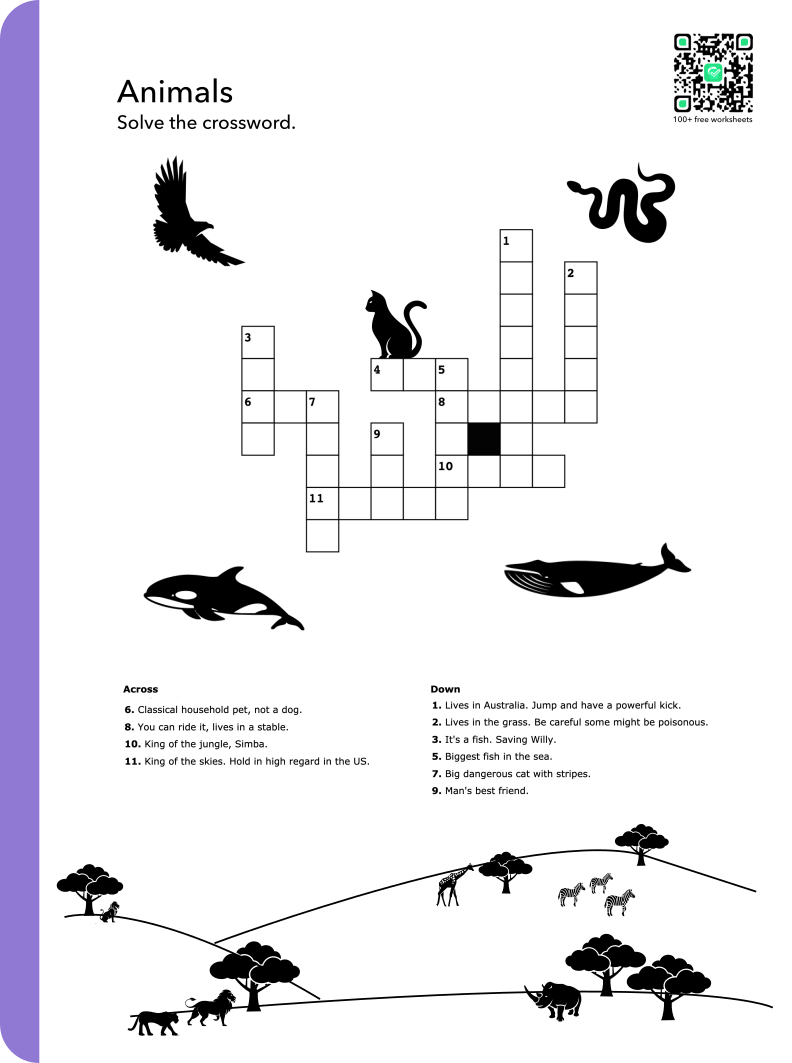 100+ free worksheets
Animals
Solve the crossword.
1
2
3
4 5
6 7 8
9
10
11
Across
6. Classical household pet, not a dog.
8. You can ride it, lives in a stable.
10. King of the jungle, Simba.
11. King of the skies. Hold in high regard in the US.
Down
1. Lives in Australia. Jump and have a powerful kick.
2. Lives in the grass. Be careful some might be poisonous.
3. It's a fish. Saving Willy.
5. Biggest fish in the sea.
7. Big dangerous cat with stripes.
9. Man's best friend.